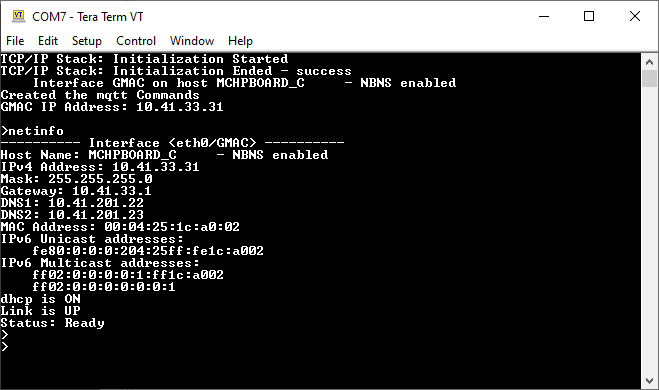 COM7 - Tera Term VT
File Edit Setup Control Window Help
TCP/IP Stack: Initialization Started
TCP/IP Stack: Initialization Ended - success
    Interface GMAC on host MCHPBOARD_C     - NBNS enabled
Created the mqtt Commands
GMAC IP Address: 10.41.33.31
>netinfo
---------- Interface <eth0/GMAC> ----------
Host Name: MCHPBOARD_C     - NBNS enabled
IPv4 Address: 10.41.33.31
Mask: 255.255.255.0
Gateway: 10.41.33.1
DNS1: 10.41.201.22
DNS2: 10.41.201.23
MAC Address: 00:04:25:1c:a0:02
IPv6 Unicast addresses:
    fe80:0:0:0:204:25ff:fe1c:a002
IPv6 Multicast addresses:
    ff02:0:0:0:0:1:ff1c:a002
    ff02:0:0:0:0:0:0:1
dhcp is ON
Link is UP
Status: Ready
>
>